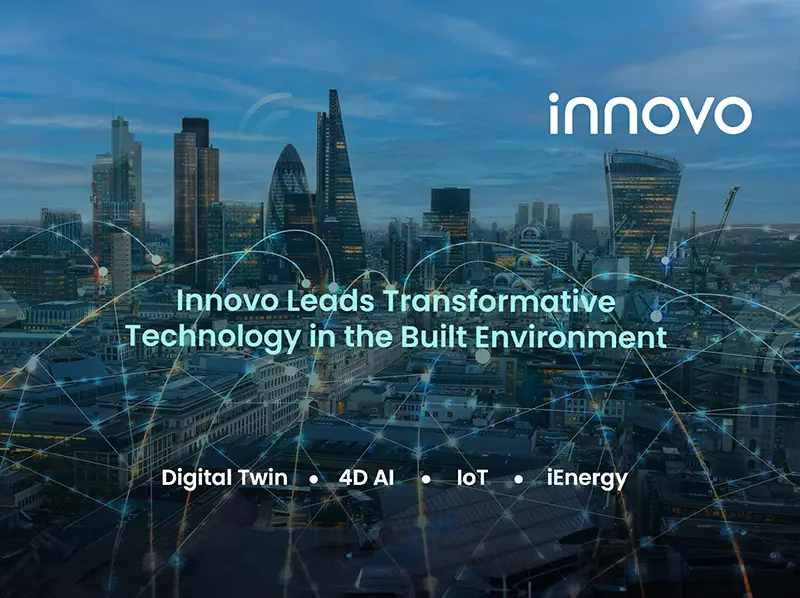 innovo
Innovo Leads Transformative
Technology in the Built Environment
Digital Twin • 4D AI • IoT • iEnergy